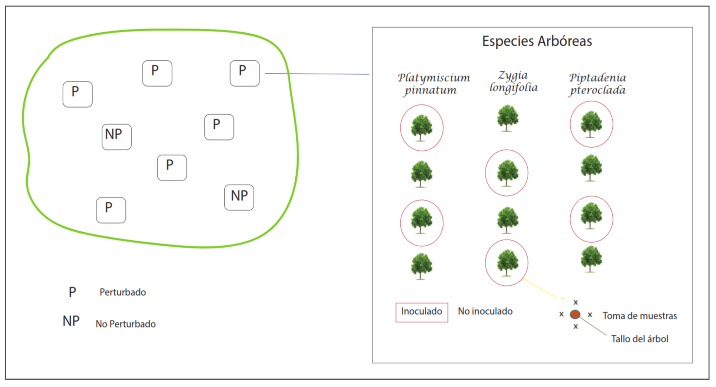 P
P
P
NP
P
P
P
NP
P Perturbado
NP No Perturbado
Especies Arbóreas
Platymiscium
pinnatum
Zygia
longifolia
Piptadenia
pteroclada
Inoculado No inoculado
x
x x
x
Toma de muestras
Tallo del árbol